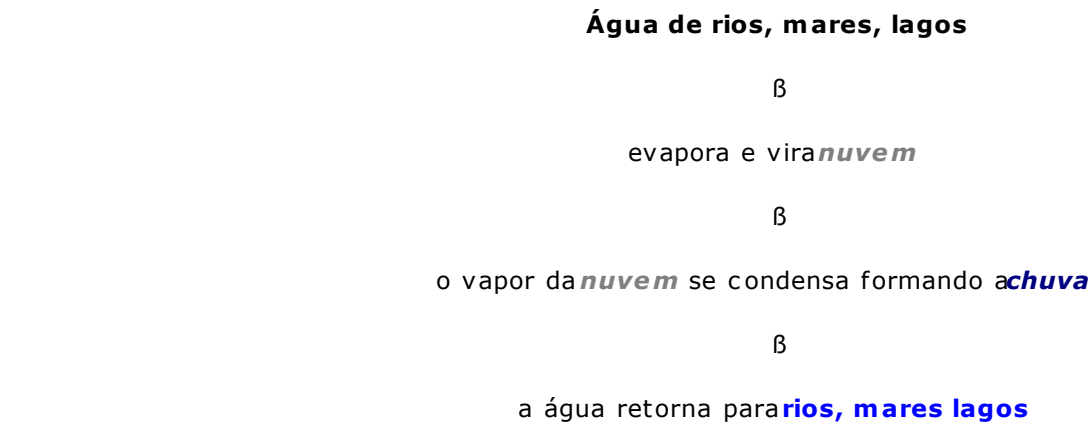 Água de rios, mares, lagos
ß
evapora e vira nuvem
ß
o vapor da nuvem se condensa formando a chuva
ß
a água retorna para rios, mares lagos